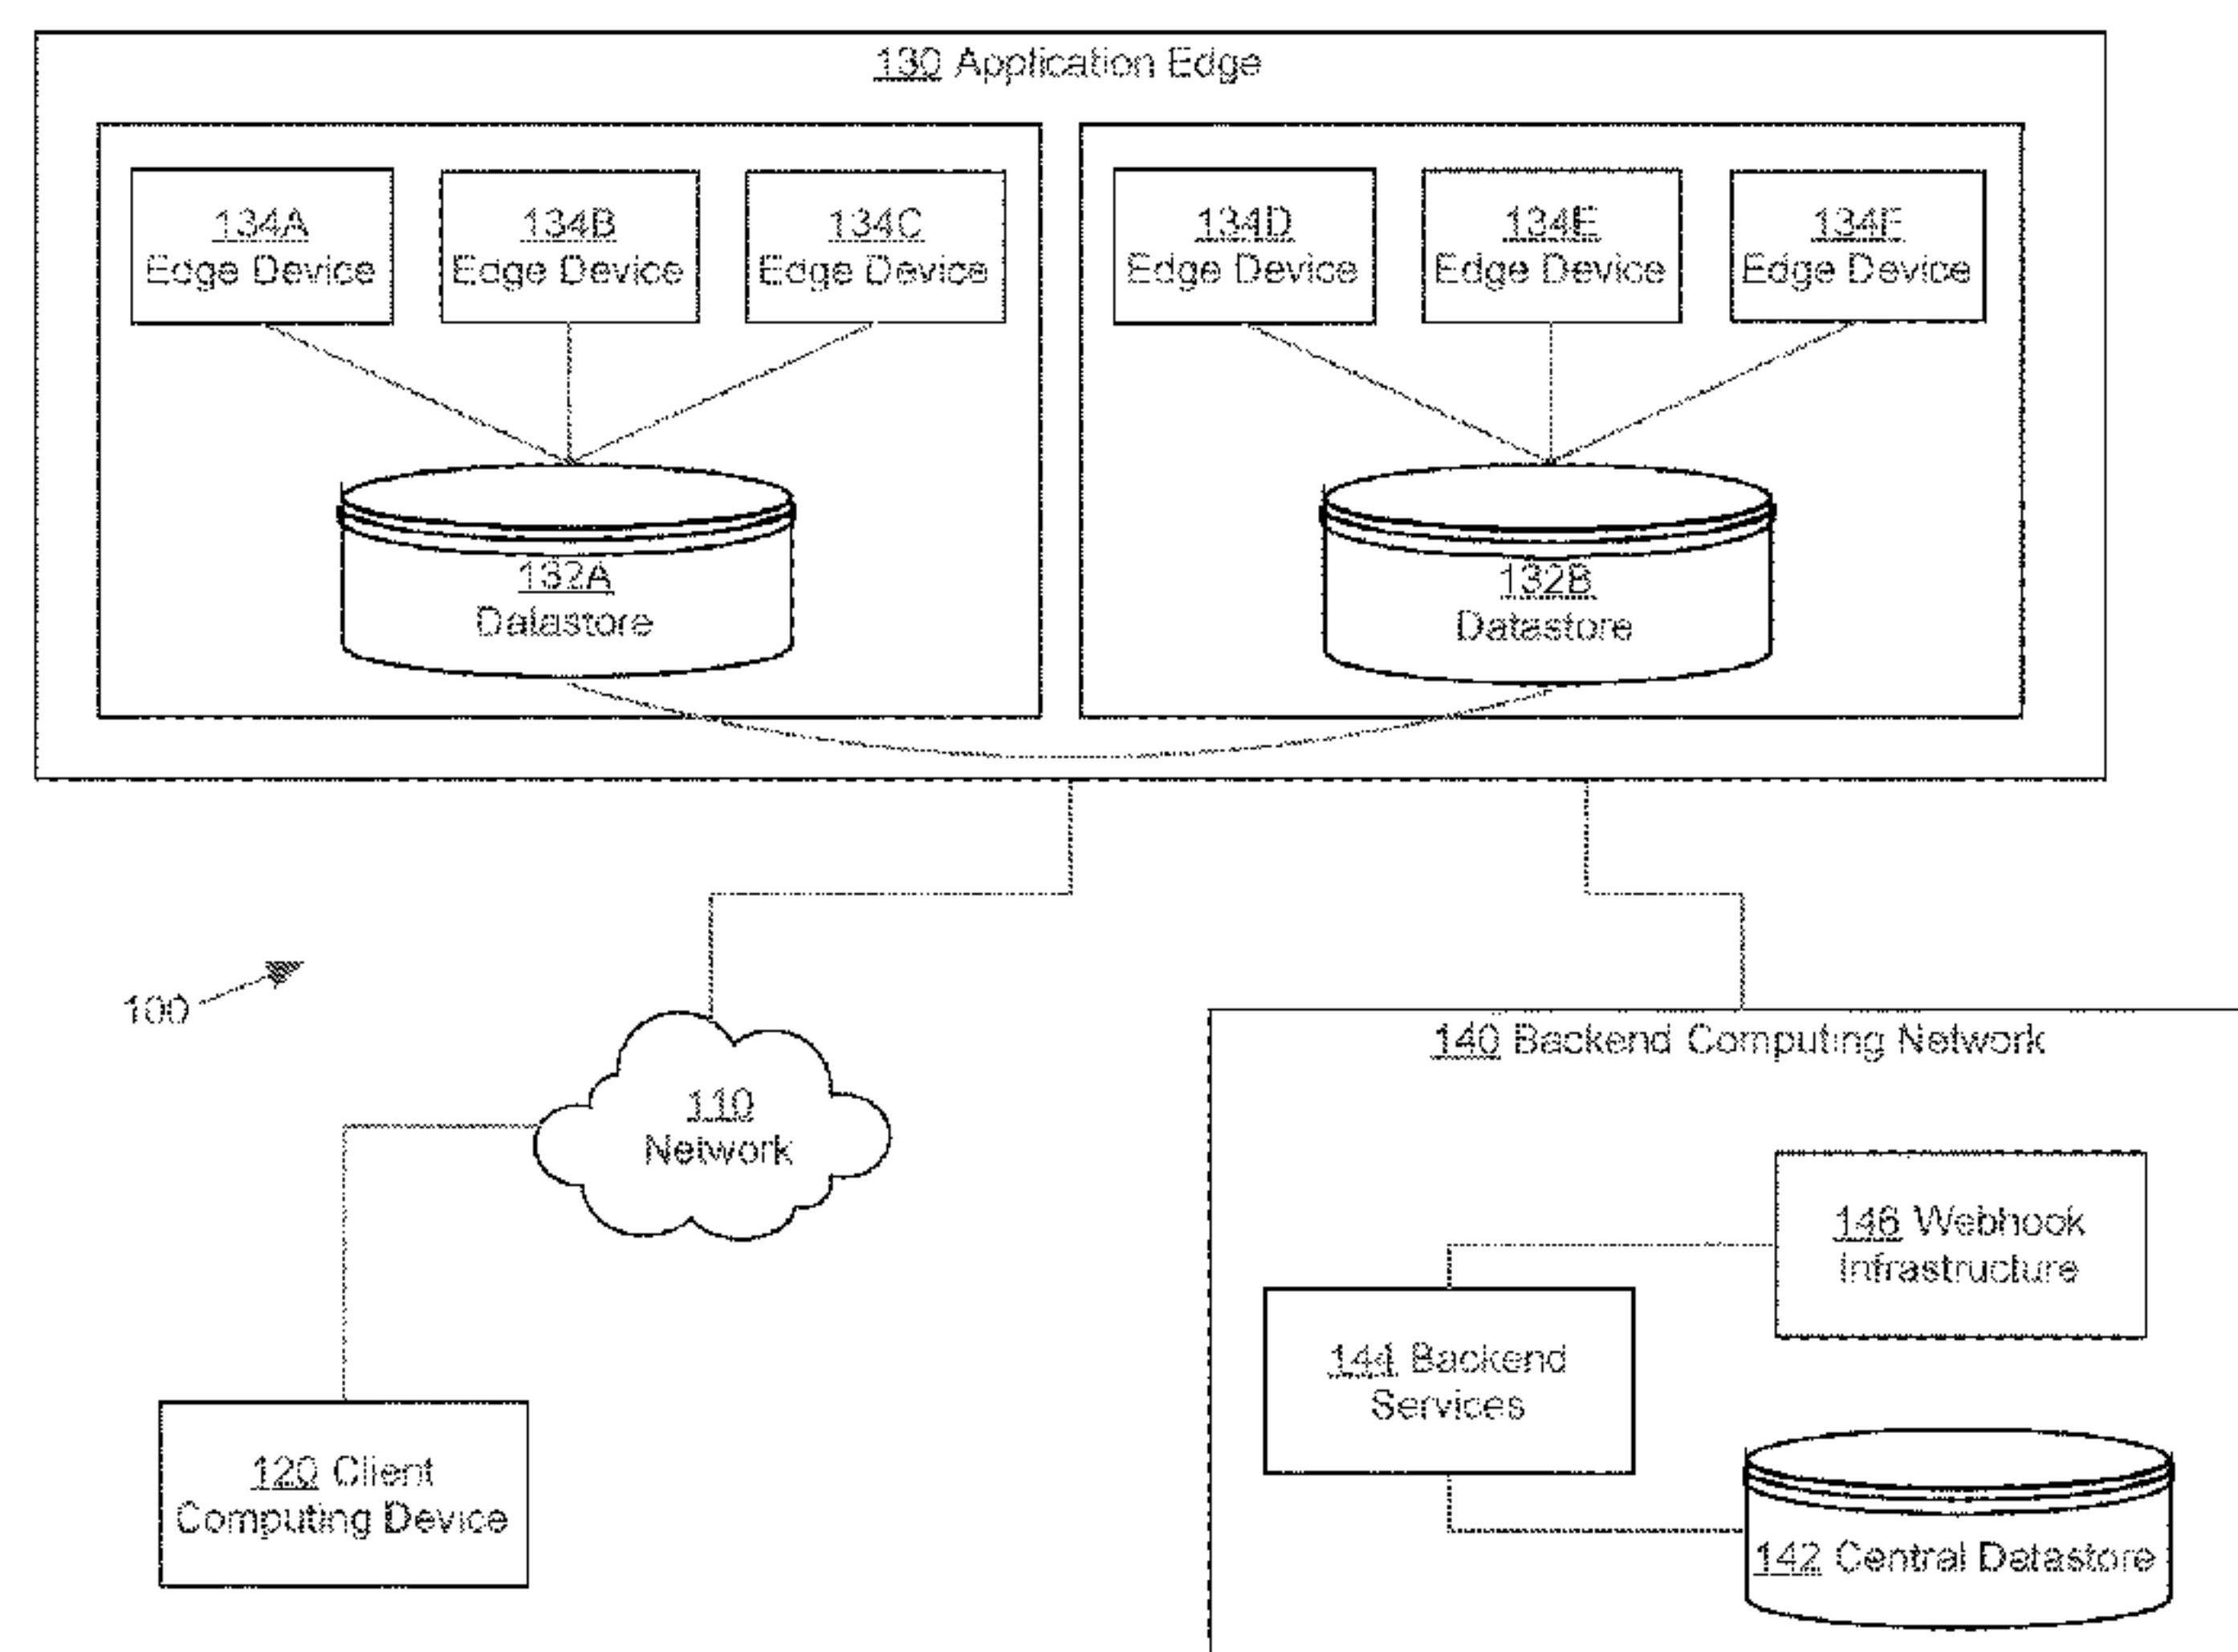 130 Application Edge
134A
Edge Device
134B
Edge Device
134C
Edge Device
134D
Edge Device
134E
Edge Device
134F
Edge Device
132A
Datastore
132B
Datastore
100
110
Network
140 Backend Computing Network
146 Webhook
Infrastructure
144 Backend
Services
120 Client
Computing Device
142 Central Datastore